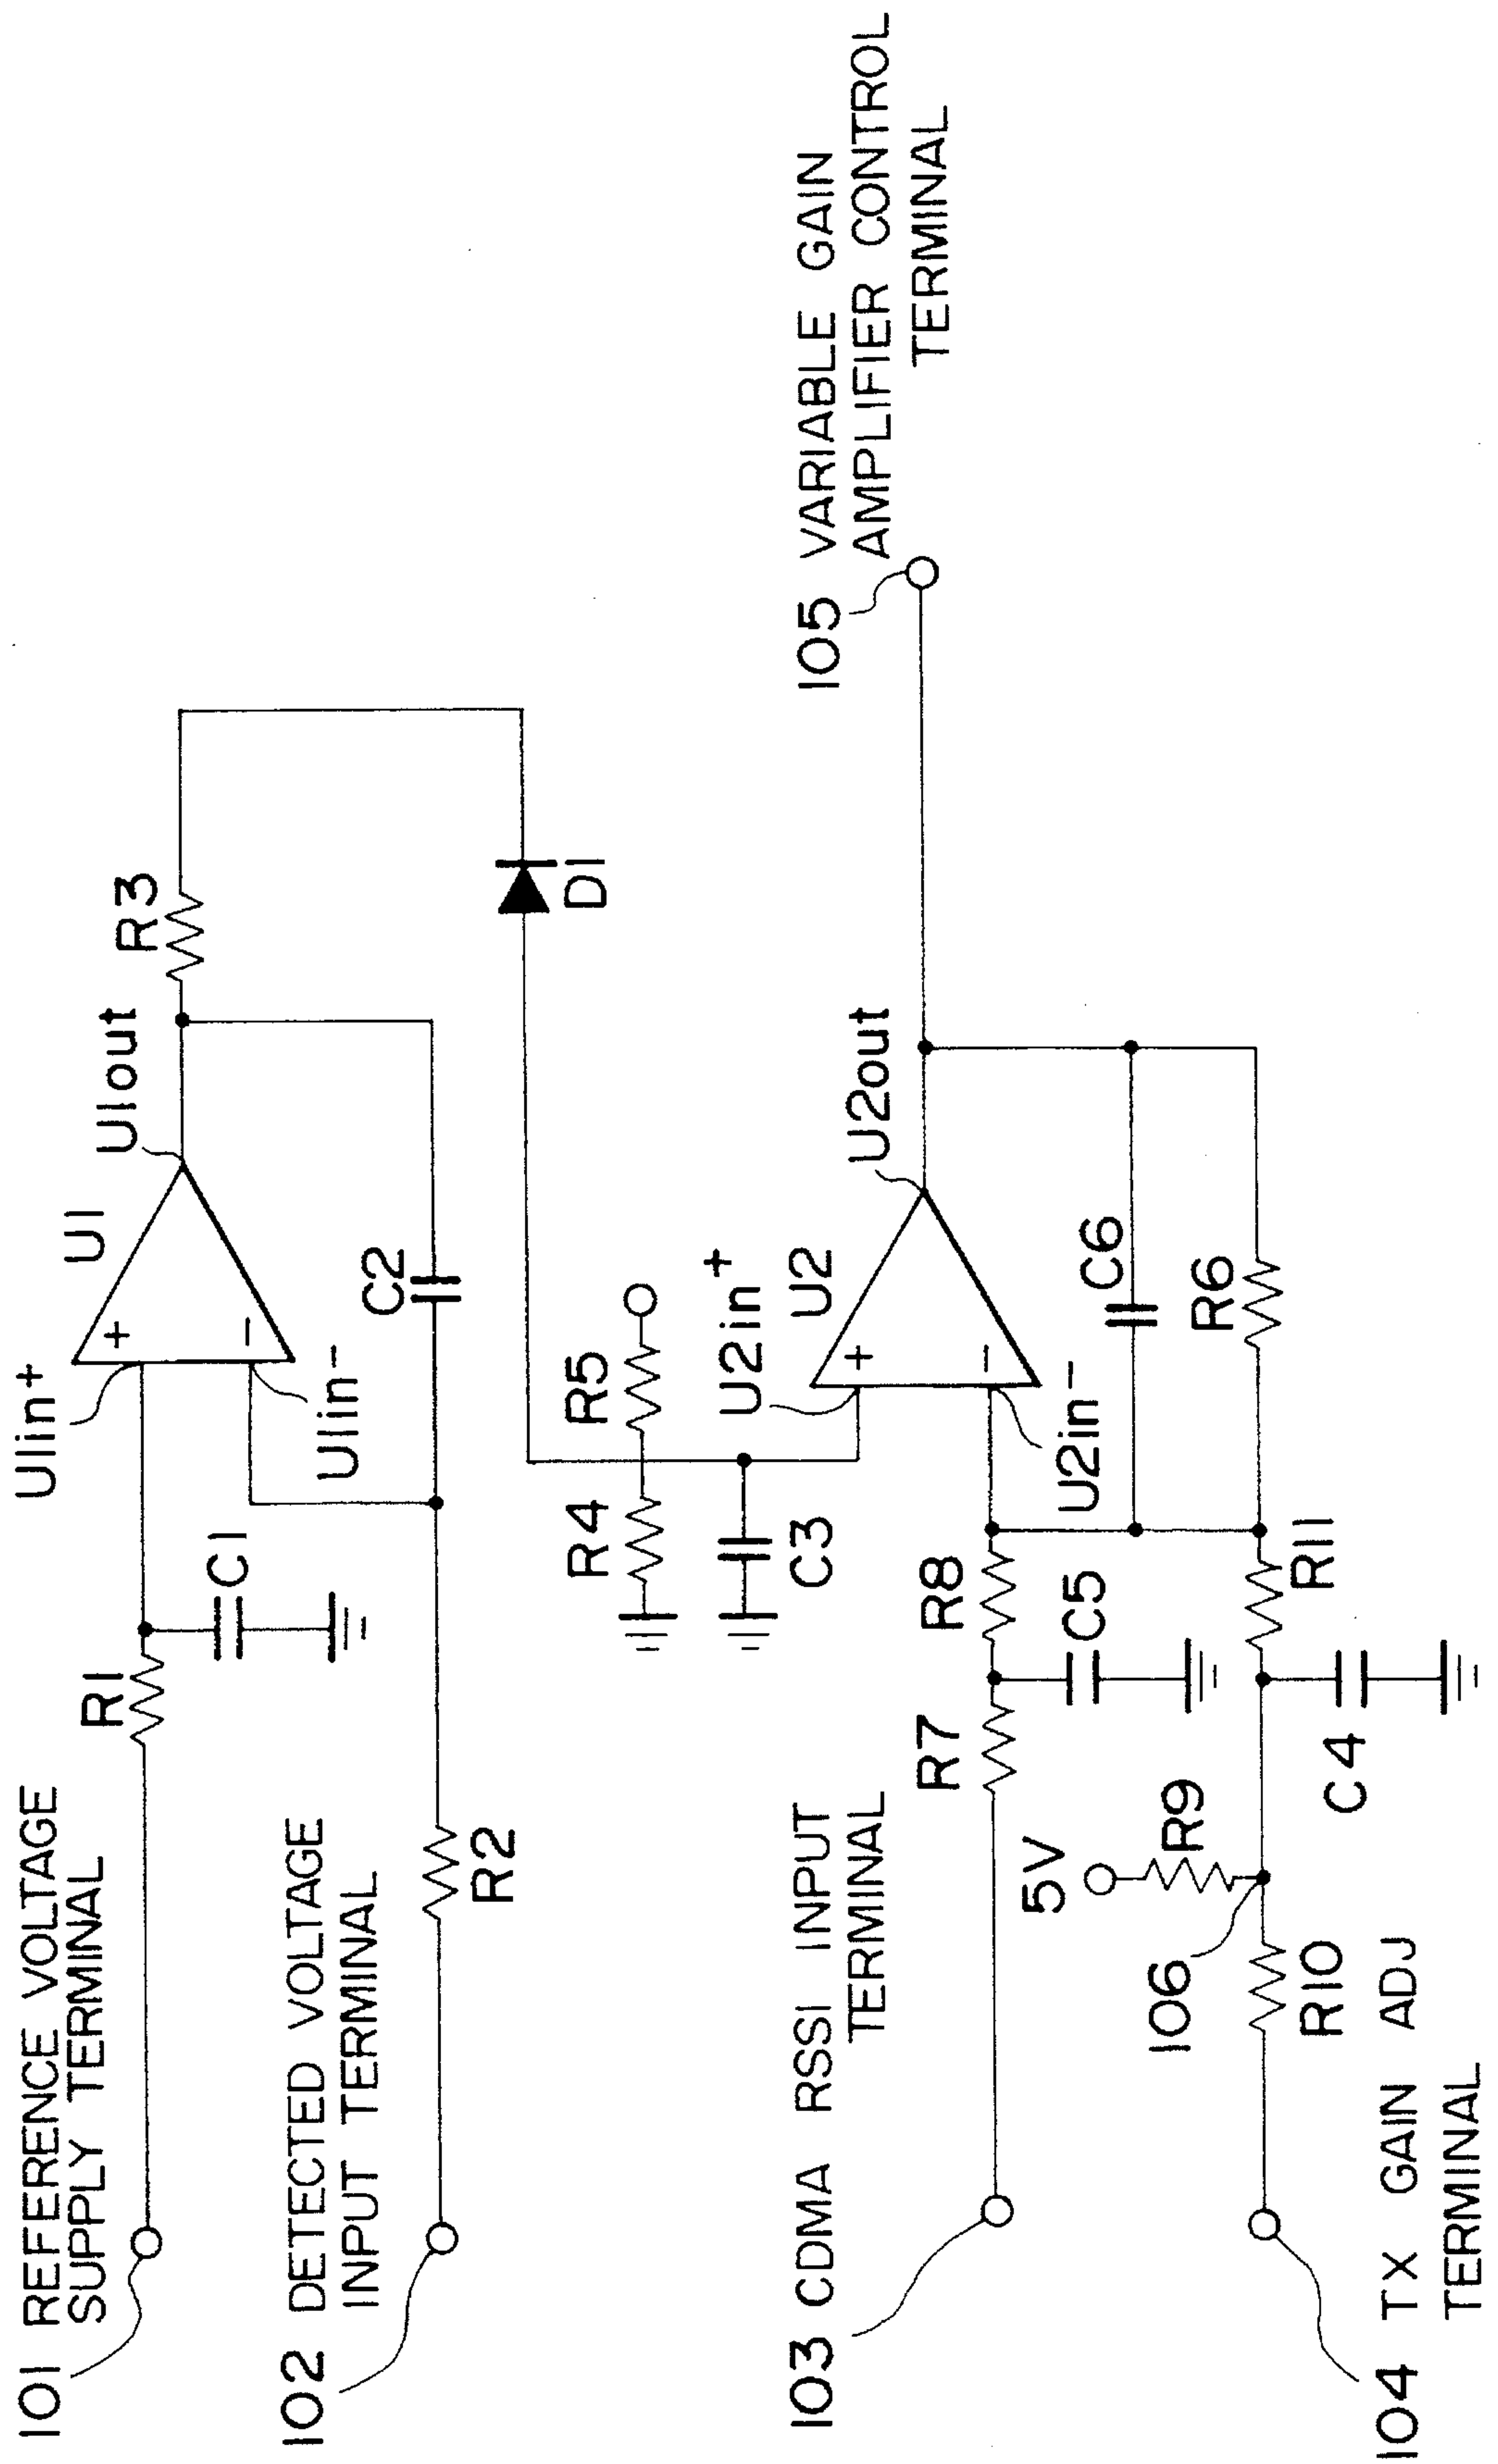 101 REFERENCE VOLTAGE
SUPPLY TERMINAL
R1
C1
U1in+
U1
U1out
R3
102 DETECTED VOLTAGE
INPUT TERMINAL
R2
U1in-
C2
D1
+
-
R4
R5
C3
U2in+
U2
U2out
+
-
U2in-
103 CDMA RSSI INPUT
TERMINAL
R7
R8
C5
C6
R6
105 VARIABLE GAIN
AMPLIFIER CONTROL
TERMINAL
5V
R9
106
R10
C4
R11
104 TX GAIN ADJ
TERMINAL